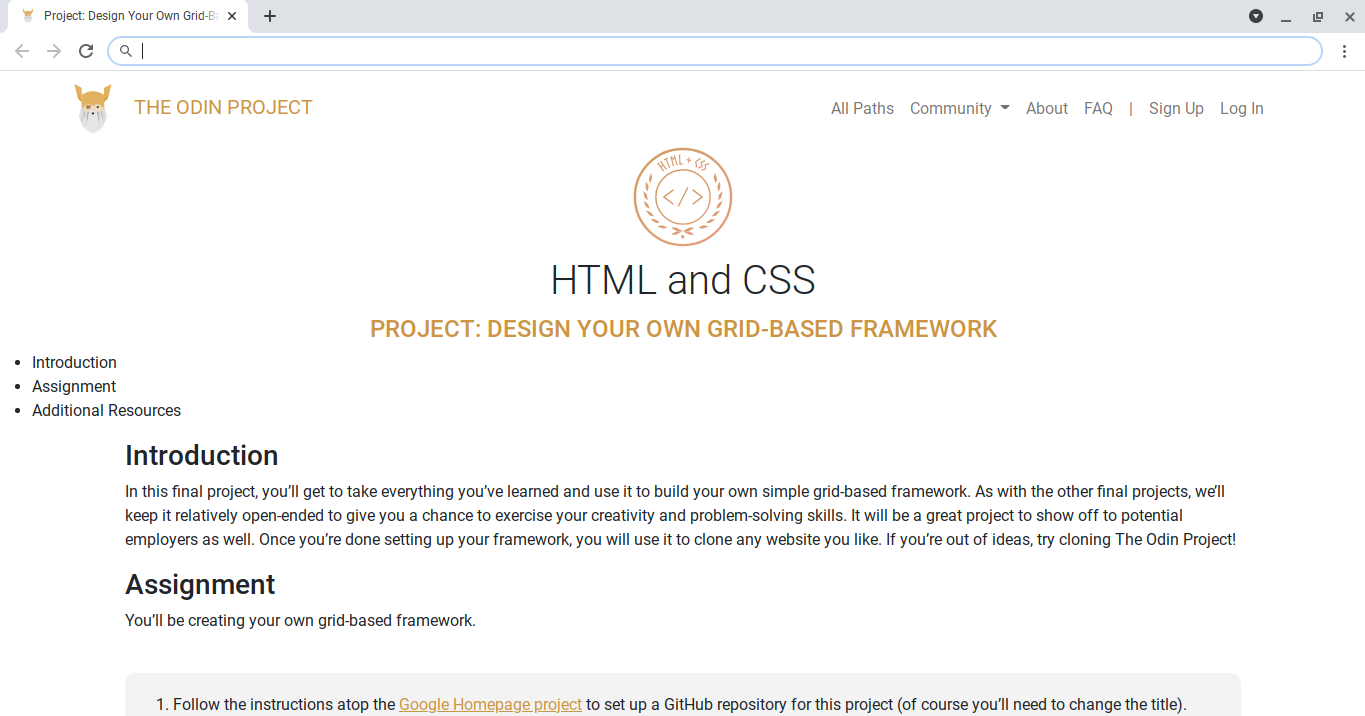 Project: Design Your Own Grid-Ba
THE ODIN PROJECT
All Paths Community About FAQ | Sign Up Log In
HTML + CSS
</>
HTML and CSS
PROJECT: DESIGN YOUR OWN GRID-BASED FRAMEWORK
• Introduction
• Assignment
• Additional Resources
Introduction
In this final project, you’ll get to take everything you’ve learned and use it to build your own simple grid-based framework. As with the other final projects, we’ll
keep it relatively open-ended to give you a chance to exercise your creativity and problem-solving skills. It will be a great project to show off to potential
employers as well. Once you’re done setting up your framework, you will use it to clone any website you like. If you’re out of ideas, try cloning The Odin Project!
Assignment
You’ll be creating your own grid-based framework.
1. Follow the instructions atop the Google Homepage project to set up a GitHub repository for this project (of course you’ll need to change the title).